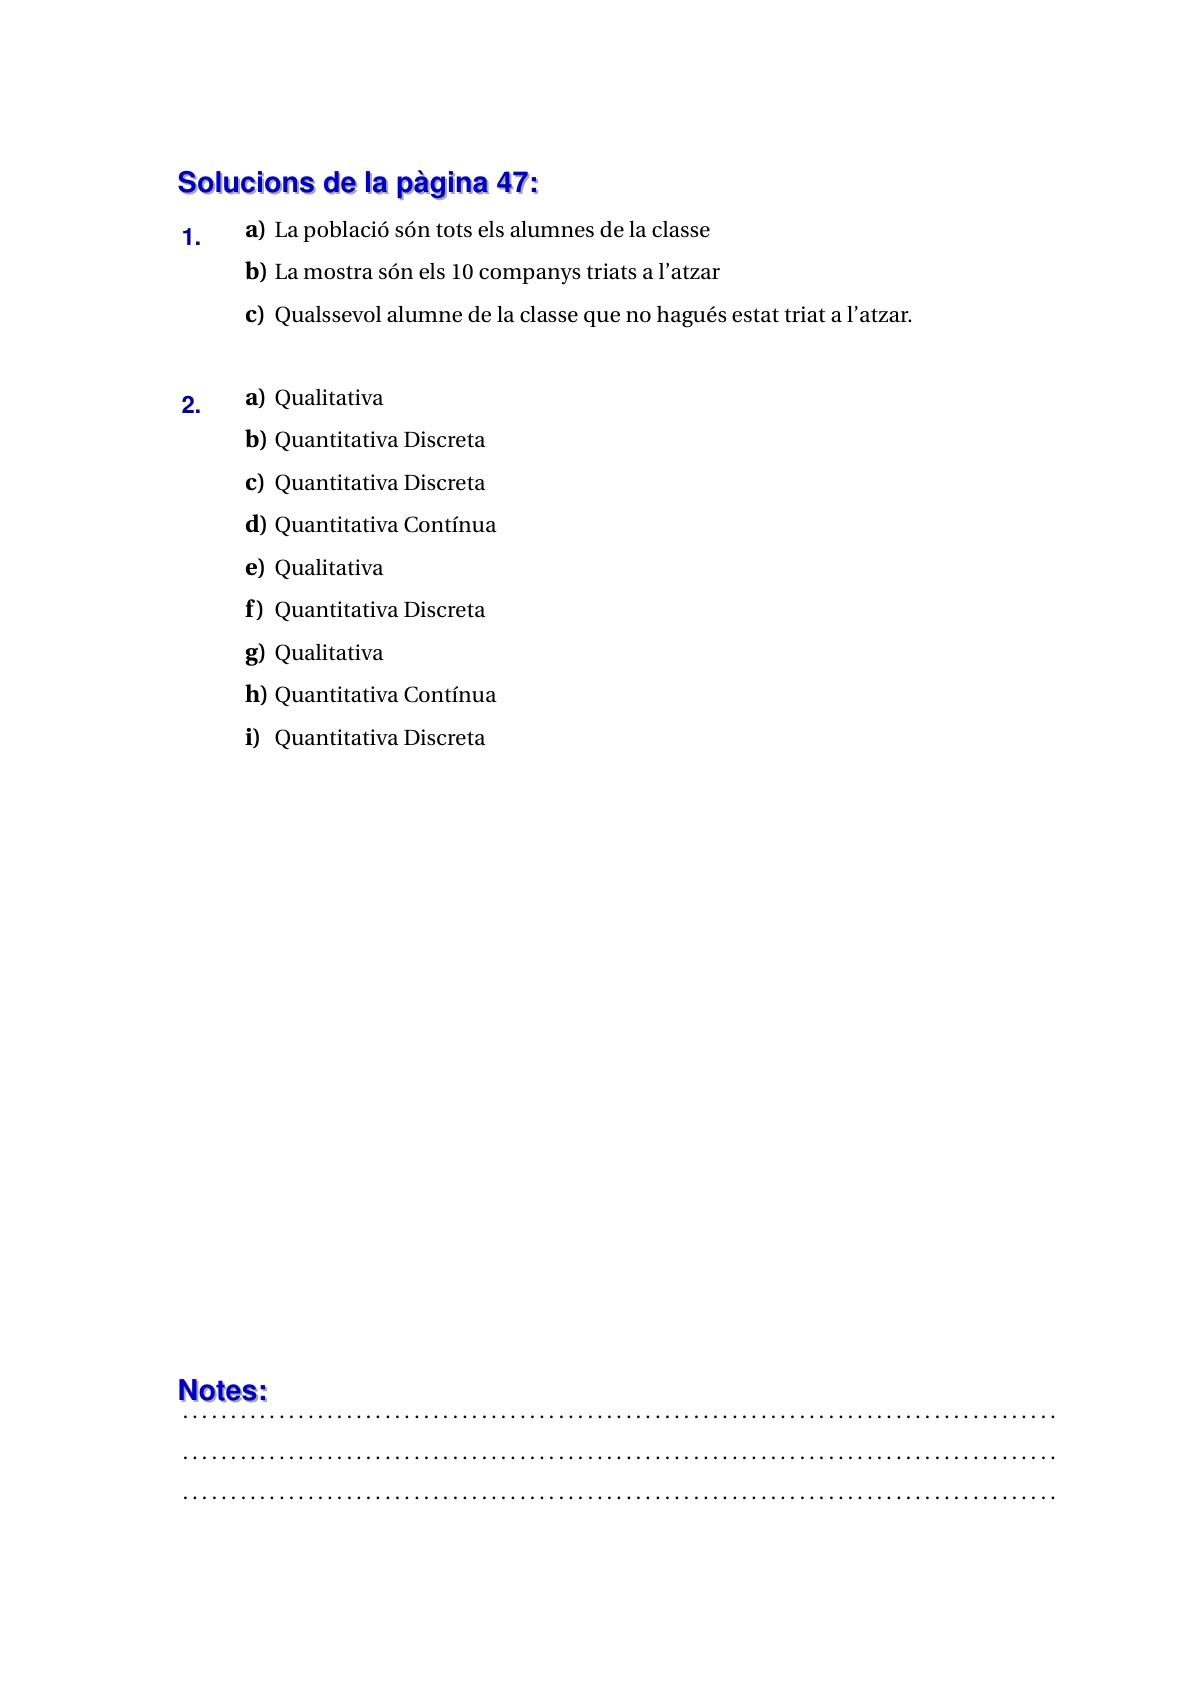 Solucions de la pàgina 47:
1. a) La població són tots els alumnes de la classe
b) La mostra són els 10 companys triats a l’atzar
c) Qualssevol alumne de la classe que no hagués estat triat a l’atzar.
2. a) Qualitativa
b) Quantitativa Discreta
c) Quantitativa Discreta
d) Quantitativa Contínua
e) Qualitativa
f) Quantitativa Discreta
g) Qualitativa
h) Quantitativa Contínua
i) Quantitativa Discreta
Notes: